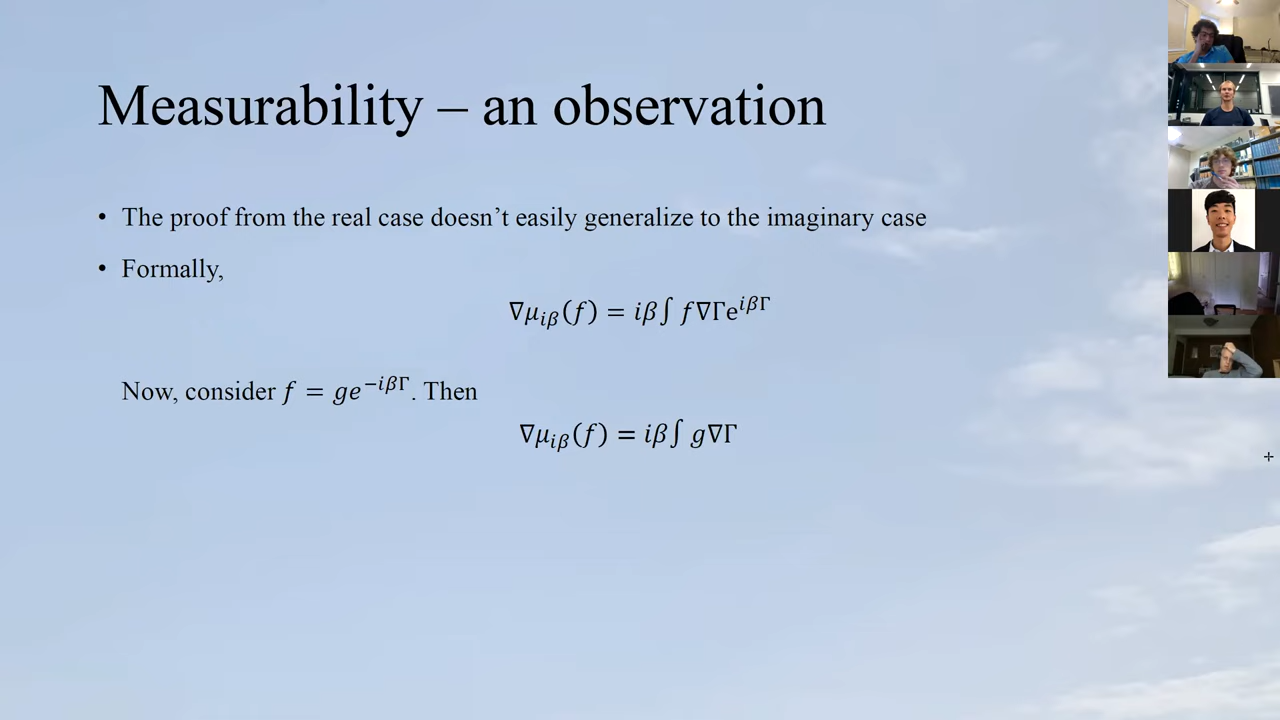 Measurability – an observation
• The proof from the real case doesn’t easily generalize to the imaginary case
• Formally,
∇μ_{iβ}(f) = iβ∫ f∇Γe^{iβΓ}
Now, consider f = ge^{−iβΓ}. Then
∇μ_{iβ}(f) = iβ∫ g∇Γ